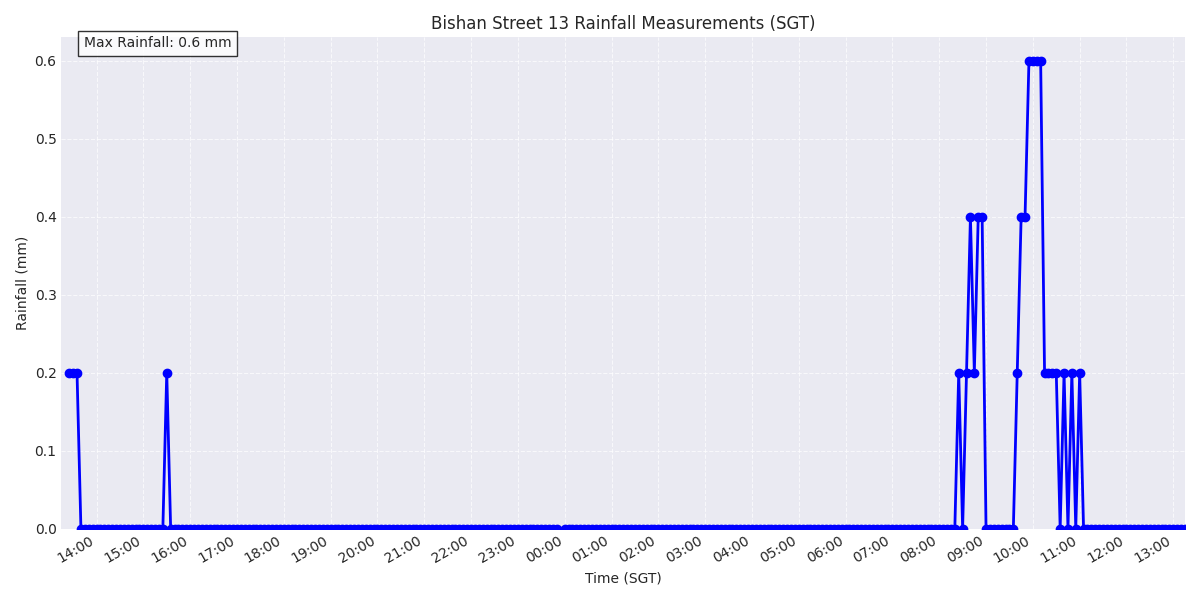 Bishan Street 13 Rainfall Measurements (SGT)
Max Rainfall: 0.6 mm
Rainfall (mm)
0.6
0.5
0.4
0.3
0.2
0.1
0.0
14:00 15:00 16:00 17:00 18:00 19:00 20:00 21:00 22:00 23:00 00:00 01:00 02:00 03:00 04:00 05:00 06:00 07:00 08:00 09:00 10:00 11:00 12:00 13:00
Time (SGT)